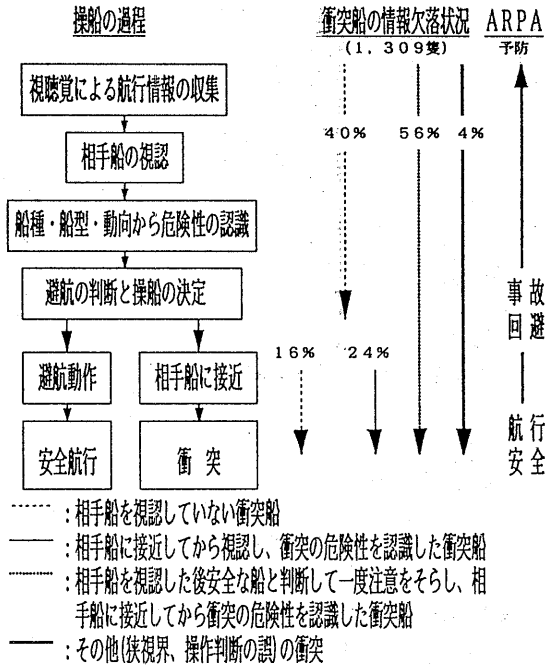 操船の過程
衝突船の情報欠落状況
(1,309隻)
ARPA
予防
視聴覚による航行情報の収集
相手船の視認
船種・船型・動向から危険性の認識
避航の判断と操船の決定
避航動作
相手船に接近
安全航行
衝 突
40% 56% 4%
16% 24%
事故
回避
航行
安全
:相手船を視認していない衝突船
:相手船に接近してから視認し、衝突の危険性を認識した衝突船
:相手船を視認した後安全な船と判断して一度注意をそらし、相
手船に接近してから衝突の危険性を認識した衝突船
:その他(狭視界、操作判断の誤)の衝突